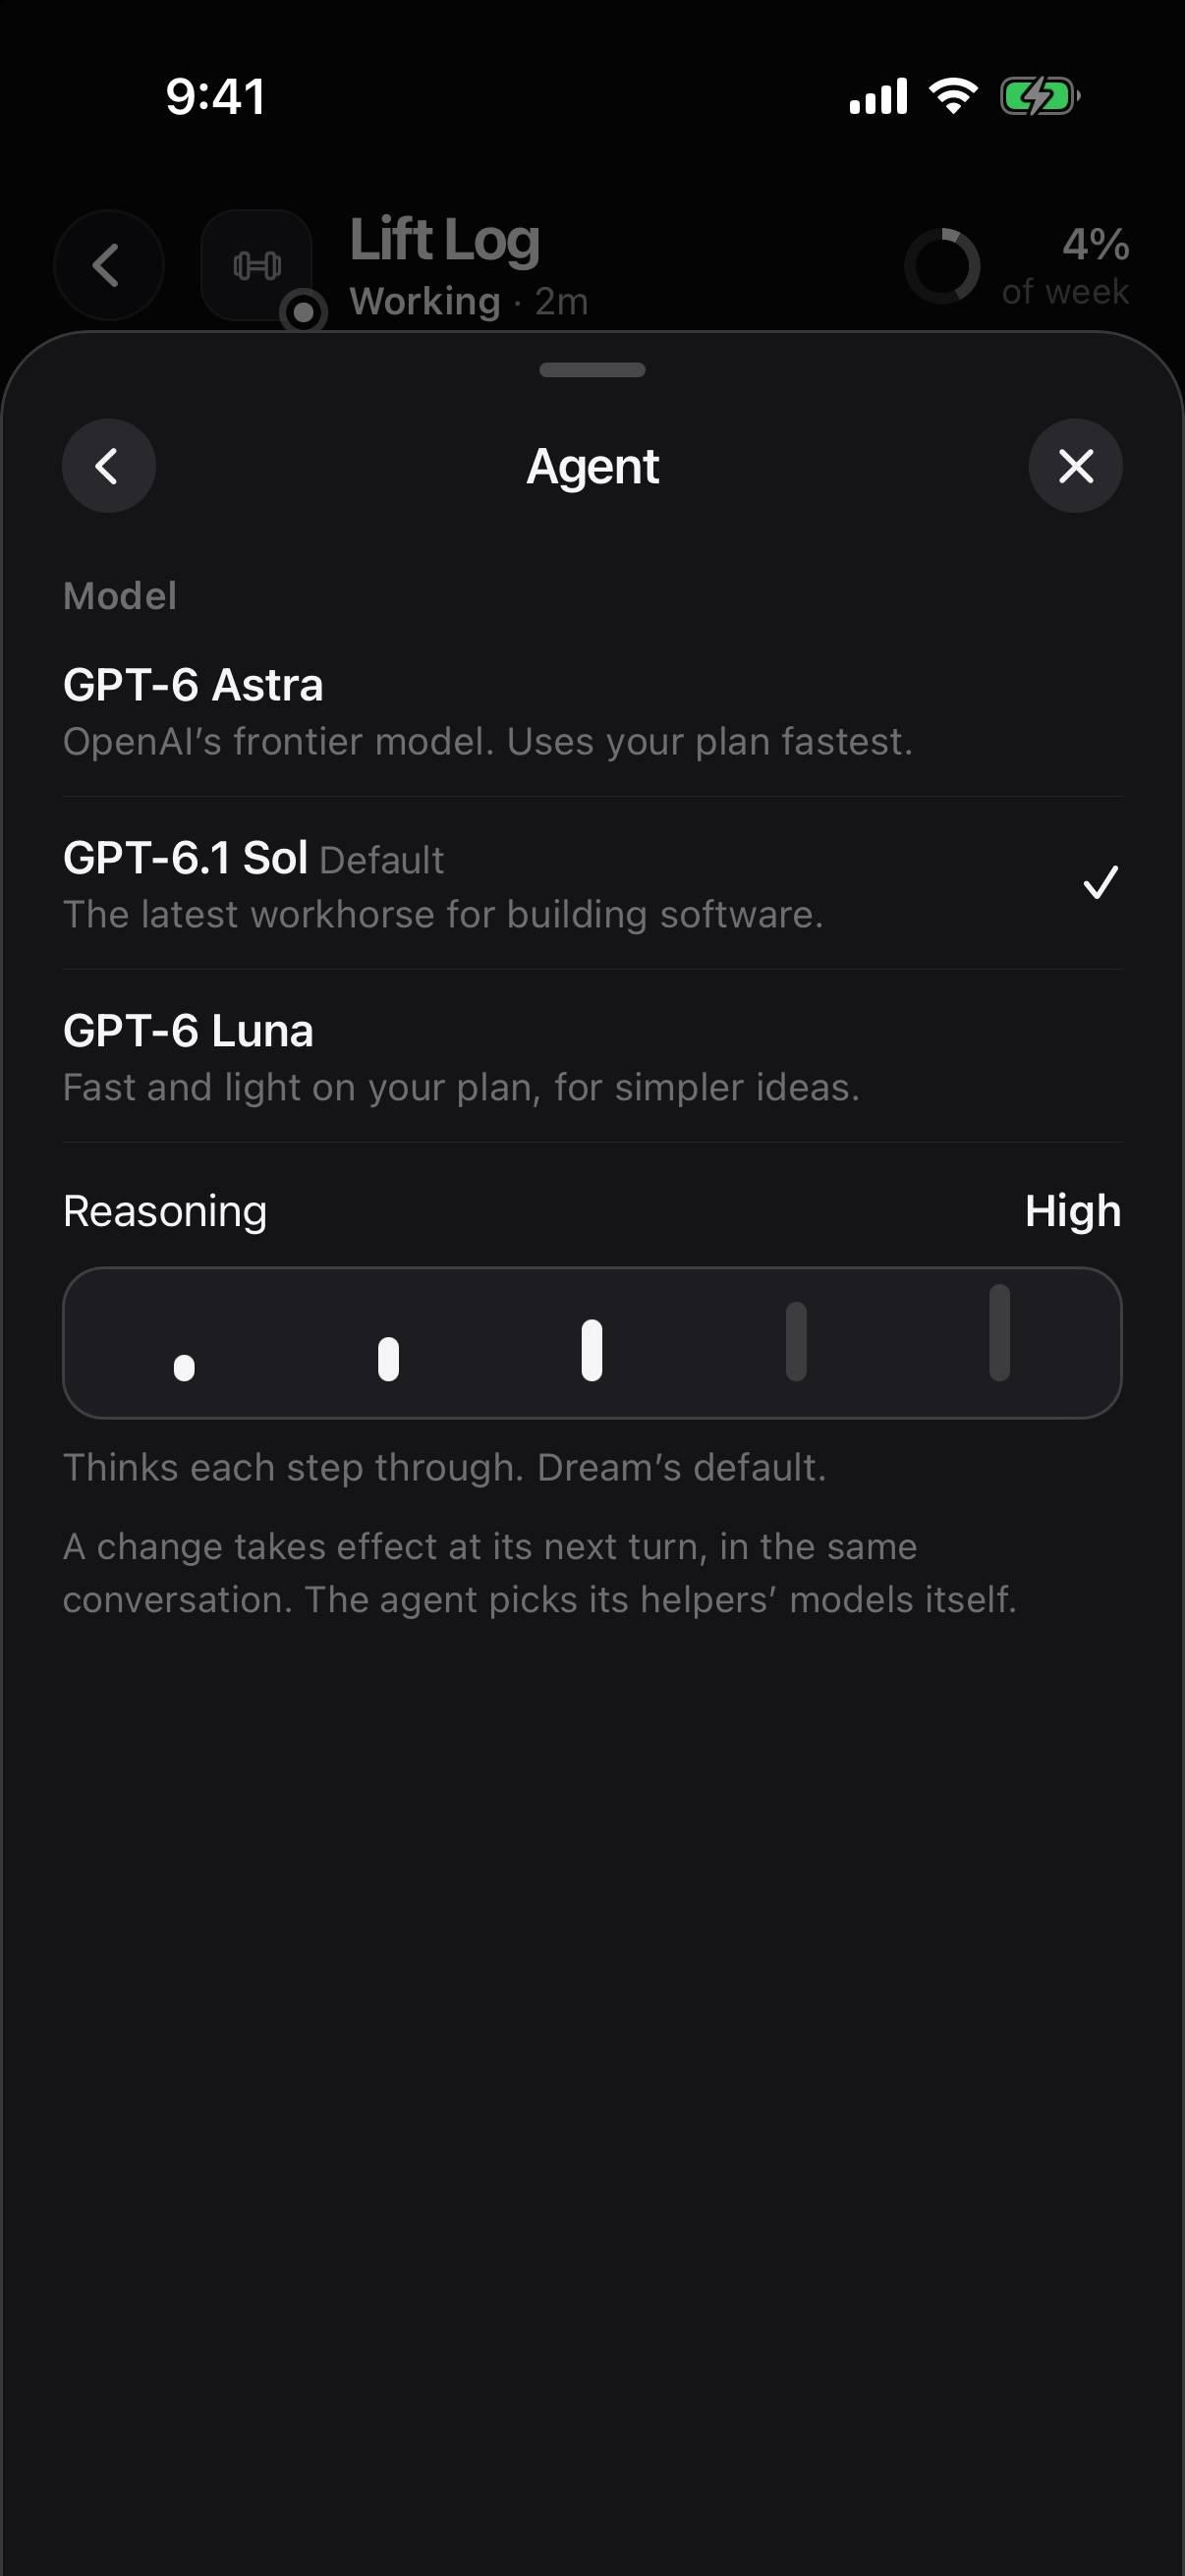 9:41
Lift Log
Working · 2m
4%
of week
Agent
Model
GPT-6 Astra
OpenAI’s frontier model. Uses your plan fastest.
GPT-6.1 Sol Default
The latest workhorse for building software.
GPT-6 Luna
Fast and light on your plan, for simpler ideas.
Reasoning High
Thinks each step through. Dream’s default.
A change takes effect at its next turn, in the same
conversation. The agent picks its helpers’ models itself.